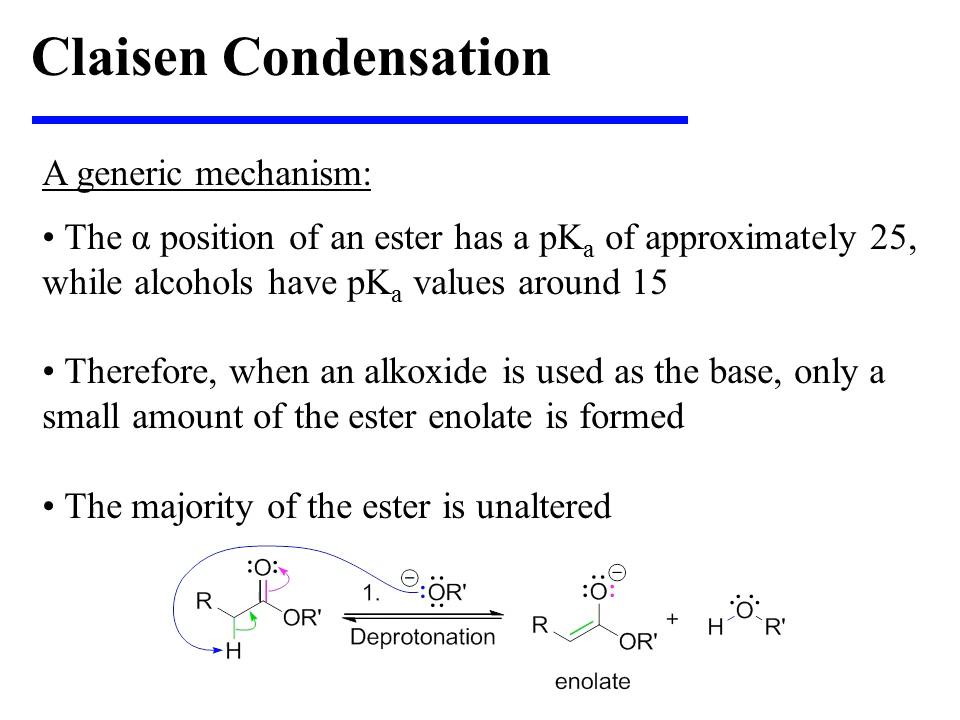 Claisen Condensation
A generic mechanism:
• The α position of an ester has a pKa of approximately 25,
while alcohols have pKa values around 15
• Therefore, when an alkoxide is used as the base, only a
small amount of the ester enolate is formed
• The majority of the ester is unaltered
O
R
OR'
H
1.
OR'
Deprotonation
O
R
OR'
enolate
+
H
O
R'